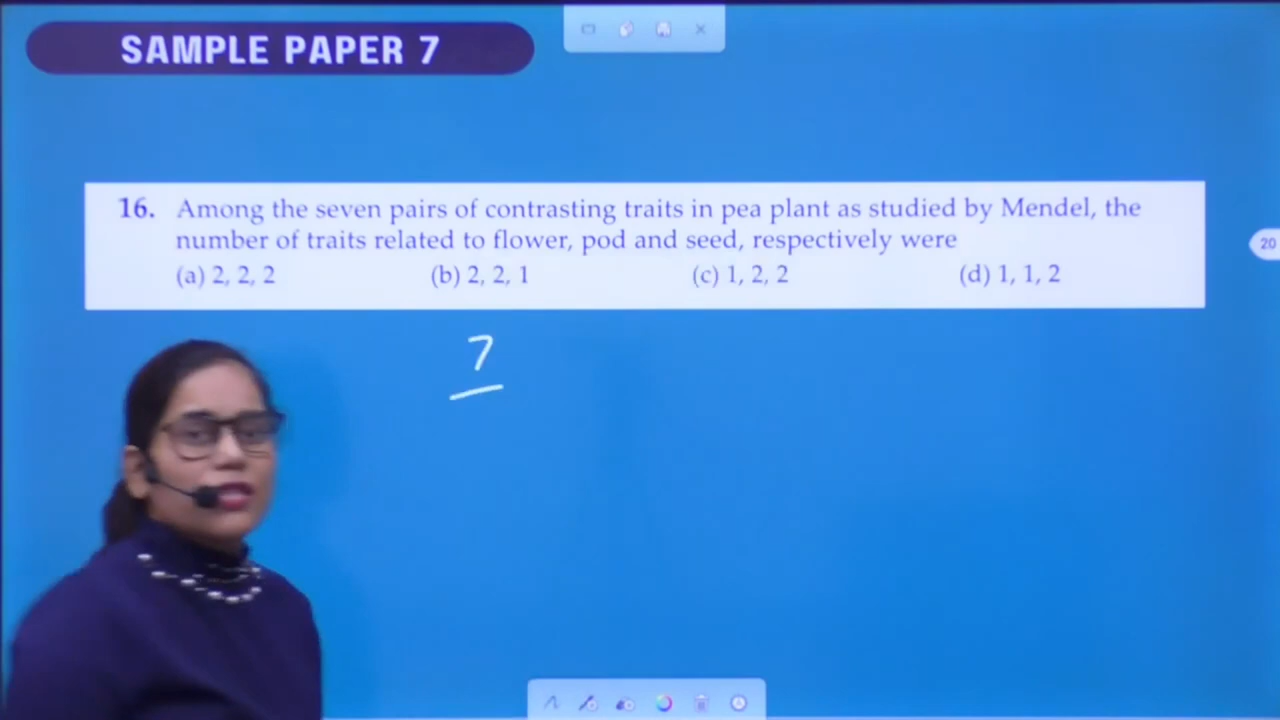 SAMPLE PAPER 7
16. Among the seven pairs of contrasting traits in pea plant as studied by Mendel, the
number of traits related to flower, pod and seed, respectively were
(a) 2, 2, 2 (b) 2, 2, 1 (c) 1, 2, 2 (d) 1, 1, 2
20
7